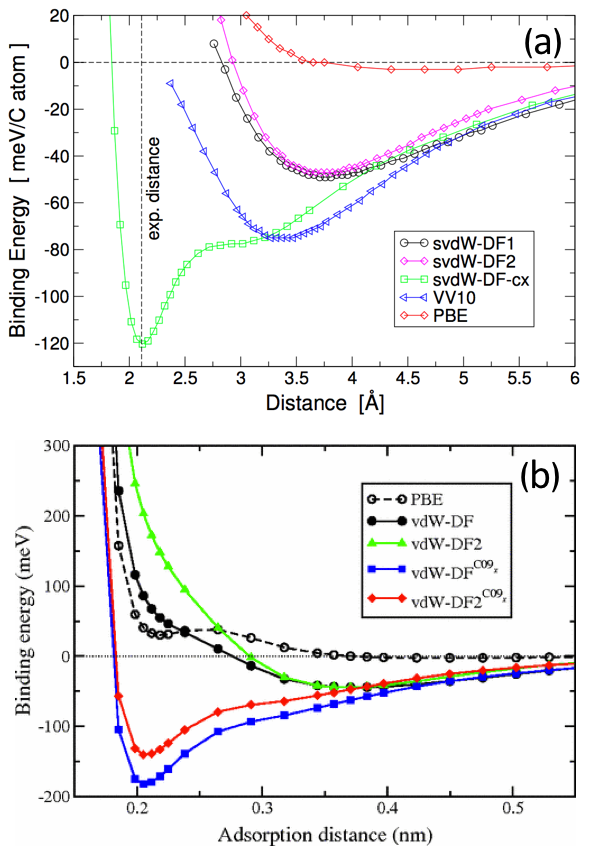 20
0
-20
-40
-60
-80
-100
-120
Binding Energy [ meV/C atom]
(a)
exp. distance
svdW-DF1
svdW-DF2
svdW-DF-cx
VV10
PBE
1.5 2 2.5 3 3.5 4 4.5 5 5.5 6
Distance [Å]
300
200
100
0
-100
-200
Binding energy (meV)
(b)
PBE
vdW-DF
vdW-DF2
vdW-DF^C09x
vdW-DF2^C09x
0.2 0.3 0.4 0.5
Adsorption distance (nm)